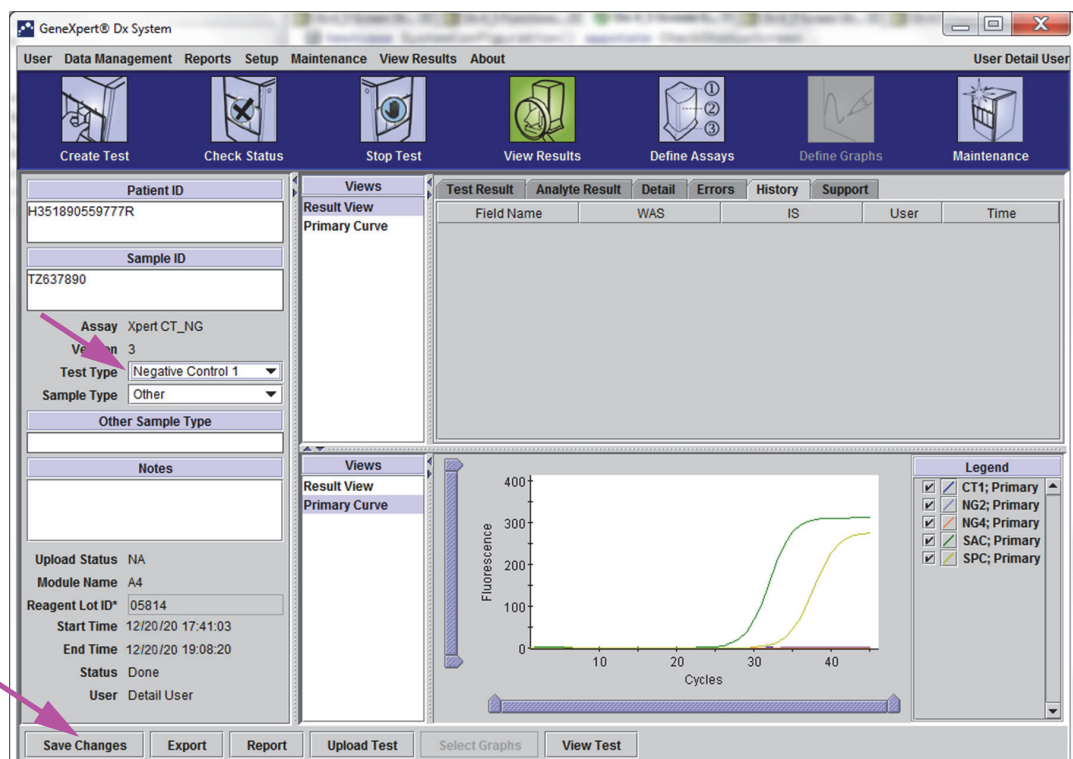 GeneXpert® Dx System
User Data Management Reports Setup Maintenance View Results About User Detail User
Create Test Check Status Stop Test View Results Define Assays Define Graphs Maintenance
① ② ③
Patient ID
H351890559777R
Sample ID
TZ637890
Assay Xpert CT_NG
Version 3
Test Type Negative Control 1
Sample Type Other
Other Sample Type
Notes
Upload Status NA
Module Name A4
Reagent Lot ID* 05814
Start Time 12/20/20 17:41:03
End Time 12/20/20 19:08:20
Status Done
User Detail User
Views
Result View
Primary Curve
Test Result Analyte Result Detail Errors History Support
Field Name WAS IS User Time
Views
Result View
Primary Curve
400
300
200
100
0
Fluorescence
10 20 30 40
Cycles
Legend
CT1; Primary
NG2; Primary
NG4; Primary
SAC; Primary
SPC; Primary
Save Changes Export Report Upload Test Select Graphs View Test